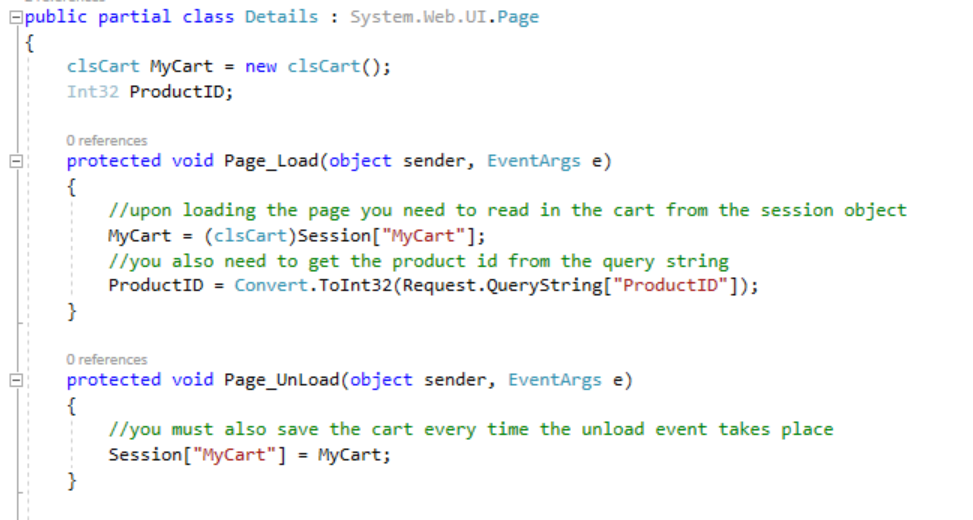 public partial class Details : System.Web.UI.Page
{
clsCart MyCart = new clsCart();
Int32 ProductID;
0 references
protected void Page_Load(object sender, EventArgs e)
{
//upon loading the page you need to read in the cart from the session object
MyCart = (clsCart)Session["MyCart"];
//you also need to get the product id from the query string
ProductID = Convert.ToInt32(Request.QueryString["ProductID"]);
}
0 references
protected void Page_UnLoad(object sender, EventArgs e)
{
//you must also save the cart every time the unload event takes place
Session["MyCart"] = MyCart;
}